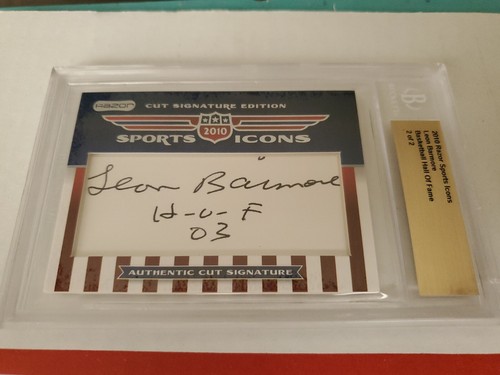 Razor
CUT SIGNATURE EDITION
2010
SPORTS ICONS
Leon Barmore
H-O-F
03
AUTHENTIC CUT SIGNATURE
B
2010 Razor Sports Icons
Leon Barmore
Basketball Hall Of Fame
2 of 2